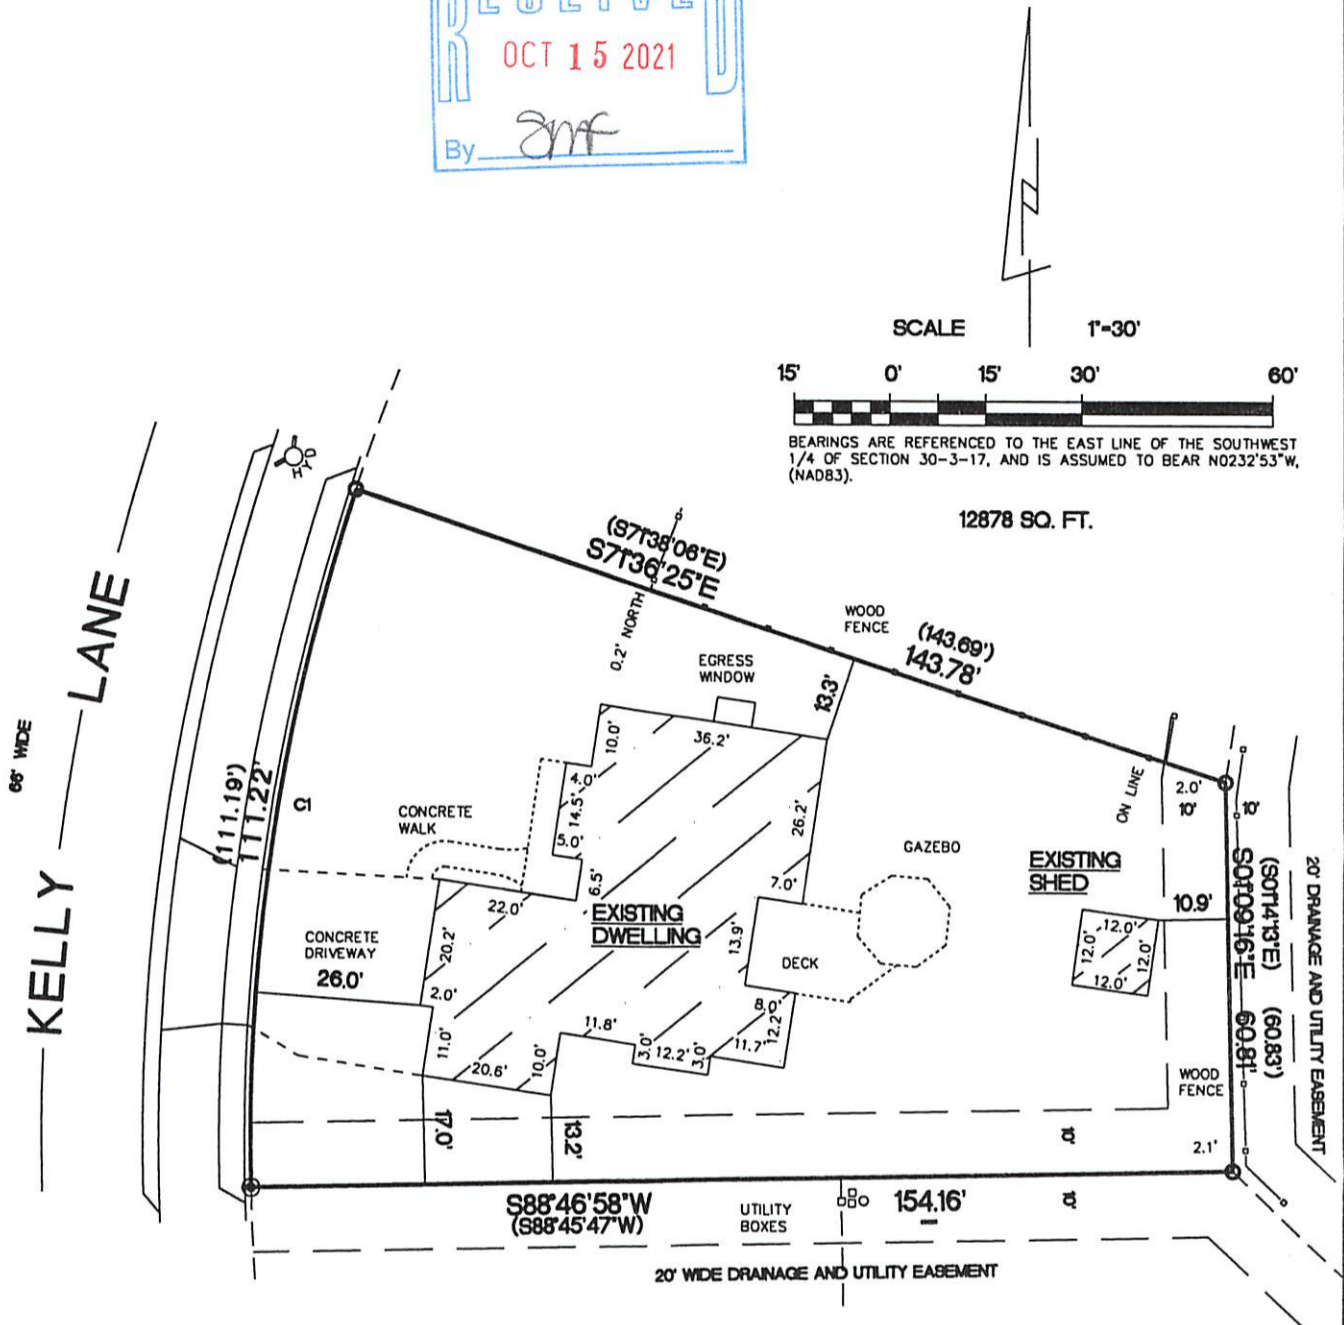 RECEIVED
OCT 15 2021
By SMF
SCALE 1"=30'
15' 0' 15' 30' 60'
BEARINGS ARE REFERENCED TO THE EAST LINE OF THE SOUTHWEST
1/4 OF SECTION 30-3-17, AND IS ASSUMED TO BEAR N0232'53"W,
(NAD83).
12878 SQ. FT.
HYD
(S71°38'06"E)
S71°36'25"E
0.2' NORTH
WOOD
FENCE
(143.69')
143.78'
EGRESS
WINDOW
13.3'
KELLY LANE
66' WIDE
(111.19')
111.22'
C1
CONCRETE
WALK
10.0'
36.2'
4.0'
14.5'
5.0'
6.5'
26.2'
7.0'
ON LINE
2.0'
10'
10'
GAZEBO
EXISTING
SHED
10.9'
12.0'
12.0'
12.0'
12.0'
(S01°14'13"E) (60.83')
S01°09'16"E 60.81'
20' DRAINAGE AND UTILITY EASEMENT
22.0'
EXISTING
DWELLING
CONCRETE
DRIVEWAY
26.0'
20.2'
2.0'
13.9'
DECK
8.0'
12.2'
11.0'
20.6'
10.0'
11.8'
3.0'
12.2'
3.0'
11.7'
WOOD
FENCE
17.0'
13.2'
10'
2.1'
S88°46'58"W
(S88°45'47"W)
UTILITY
BOXES
154.16'
10'
20' WIDE DRAINAGE AND UTILITY EASEMENT